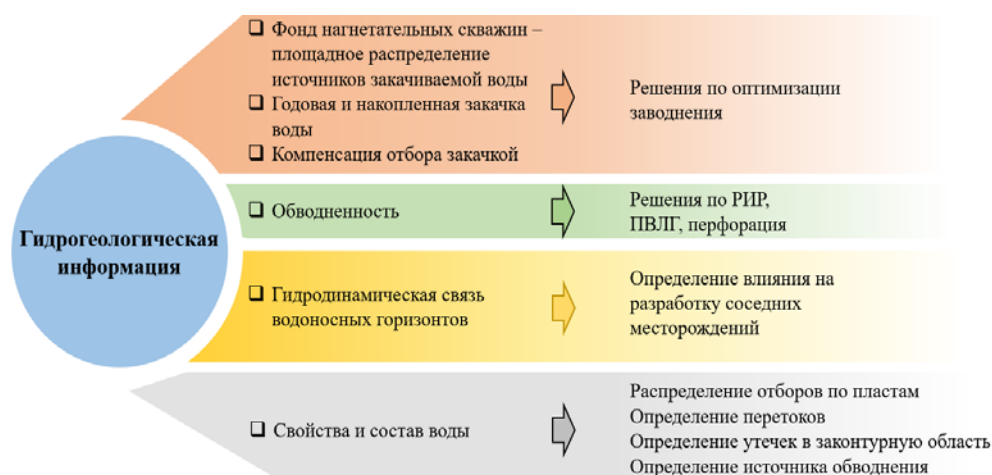 Гидрогеологическая
информация
❑ Фонд нагнетательных скважин –
площадное распределение
источников закачиваемой воды
❑ Годовая и накопленная закачка
воды
❑ Компенсация отбора закачкой
Решения по оптимизации
заводнения
❑ Обводненность
Решения по РИР,
ПВЛГ, перфорация
❑ Гидродинамическая связь
водоносных горизонтов
Определение влияния на
разработку соседних
месторождений
❑ Свойства и состав воды
Распределение отборов по пластам
Определение перетоков
Определение утечек в законтурную область
Определение источника обводнения